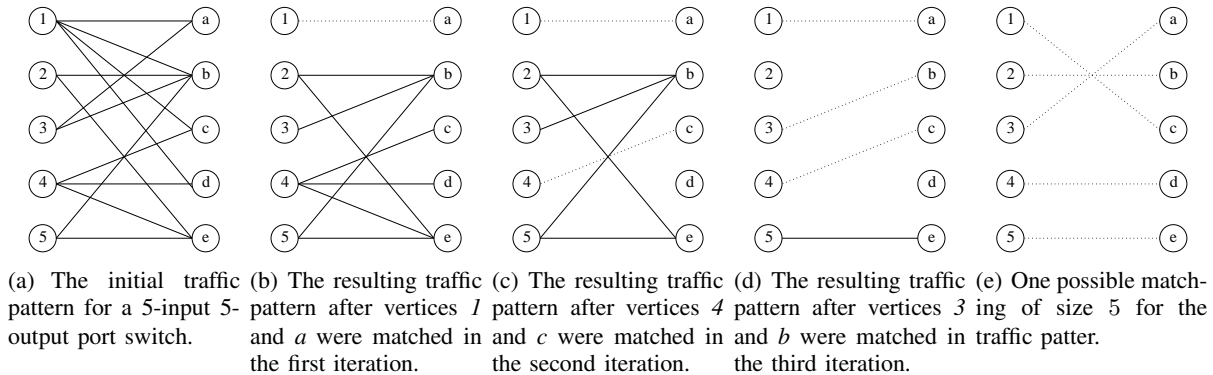 1 a
2 b
3 c
4 d
5 e
(a) The initial traffic
pattern for a 5-input 5-
output port switch.
1 a
2 b
3 c
4 d
5 e
(b) The resulting traffic
pattern after vertices 1
and a were matched in
the first iteration.
1 a
2 b
3 c
4 d
5 e
(c) The resulting traffic
pattern after vertices 4
and c were matched in
the second iteration.
1 a
2 b
3 c
4 d
5 e
(d) The resulting traffic
pattern after vertices 3
and b were matched in
the third iteration.
1 a
2 b
3 c
4 d
5 e
(e) One possible match-
ing of size 5 for the
traffic patter.